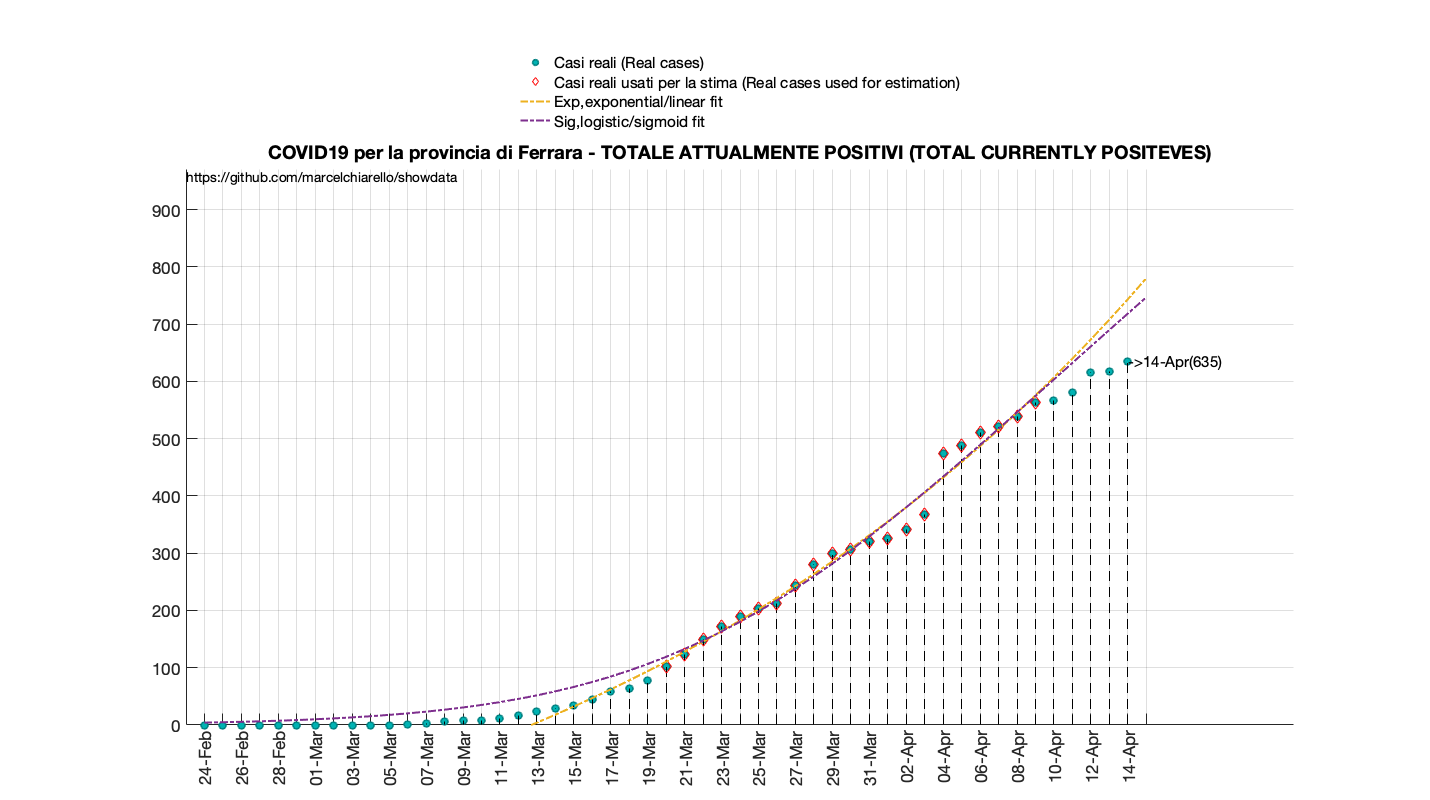 Casi reali (Real cases)
Casi reali usati per la stima (Real cases used for estimation)
Exp,exponential/linear fit
Sig,logistic/sigmoid fit
COVID19 per la provincia di Ferrara - TOTALE ATTUALMENTE POSITIVI (TOTAL CURRENTLY POSITEVES)
https://github.com/marcelchiarello/showdata
900
800
700
600
500
400
300
200
100
0
->14-Apr(635)
24-Feb
26-Feb
28-Feb
01-Mar
03-Mar
05-Mar
07-Mar
09-Mar
11-Mar
13-Mar
15-Mar
17-Mar
19-Mar
21-Mar
23-Mar
25-Mar
27-Mar
29-Mar
31-Mar
02-Apr
04-Apr
06-Apr
08-Apr
10-Apr
12-Apr
14-Apr